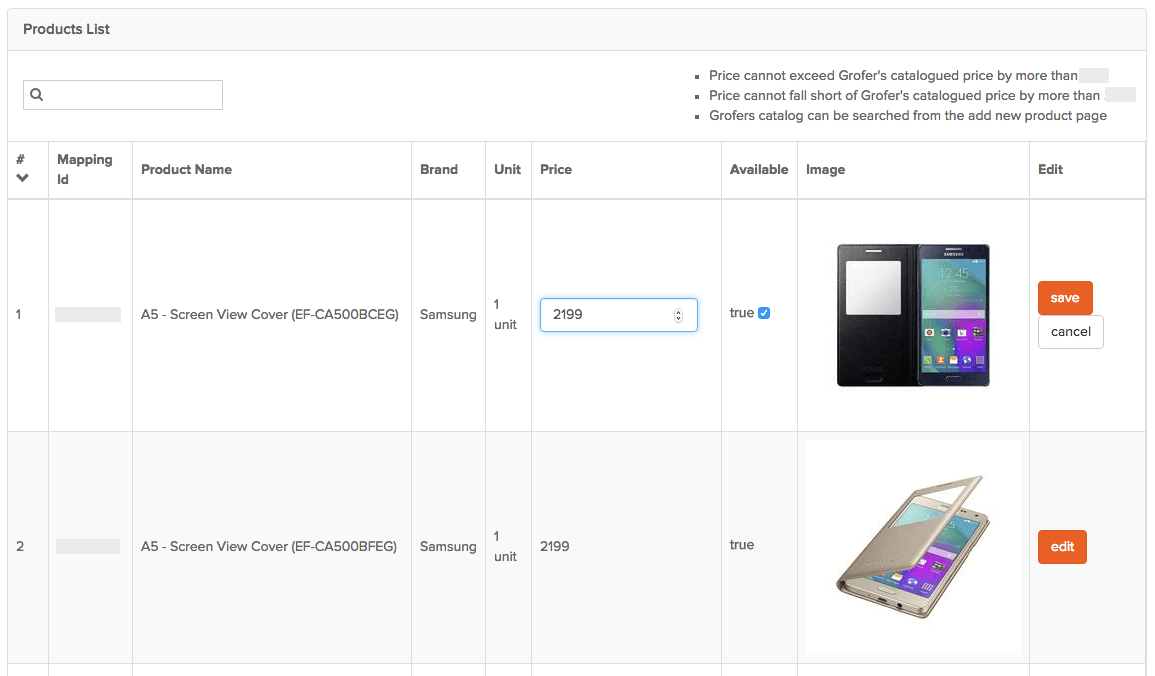 Products List
Price cannot exceed Grofer's catalogued price by more than
Price cannot fall short of Grofer's catalogued price by more than
Grofers catalog can be searched from the add new product page
# Mapping Id Product Name Brand Unit Price Available Image Edit
1 A5 - Screen View Cover (EF-CA500BCEG) Samsung 1 unit 2199 true save
cancel
SAMSUNG
12:45
2 A5 - Screen View Cover (EF-CA500BFEG) Samsung 1 unit 2199 true edit